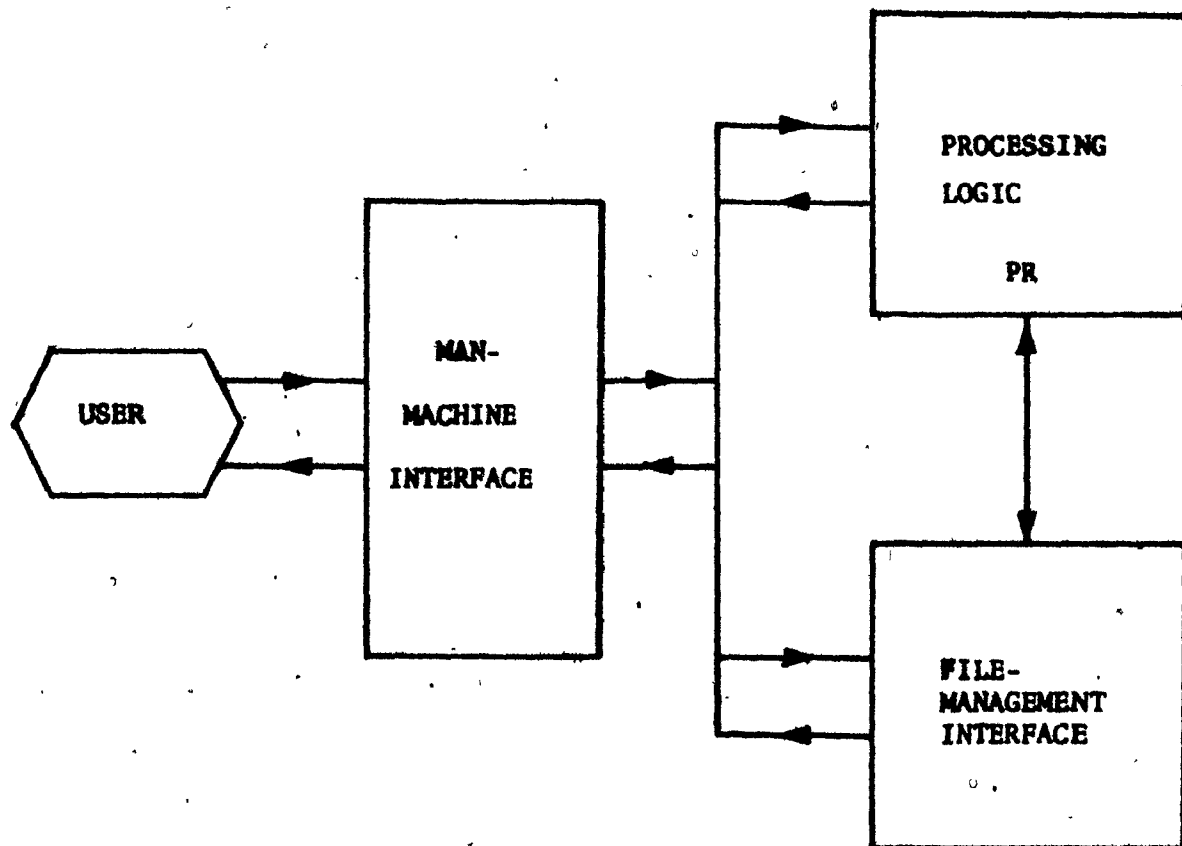 USER
MAN-
MACHINE
INTERFACE
PROCESSING
LOGIC
PR
FILE-
MANAGEMENT
INTERFACE